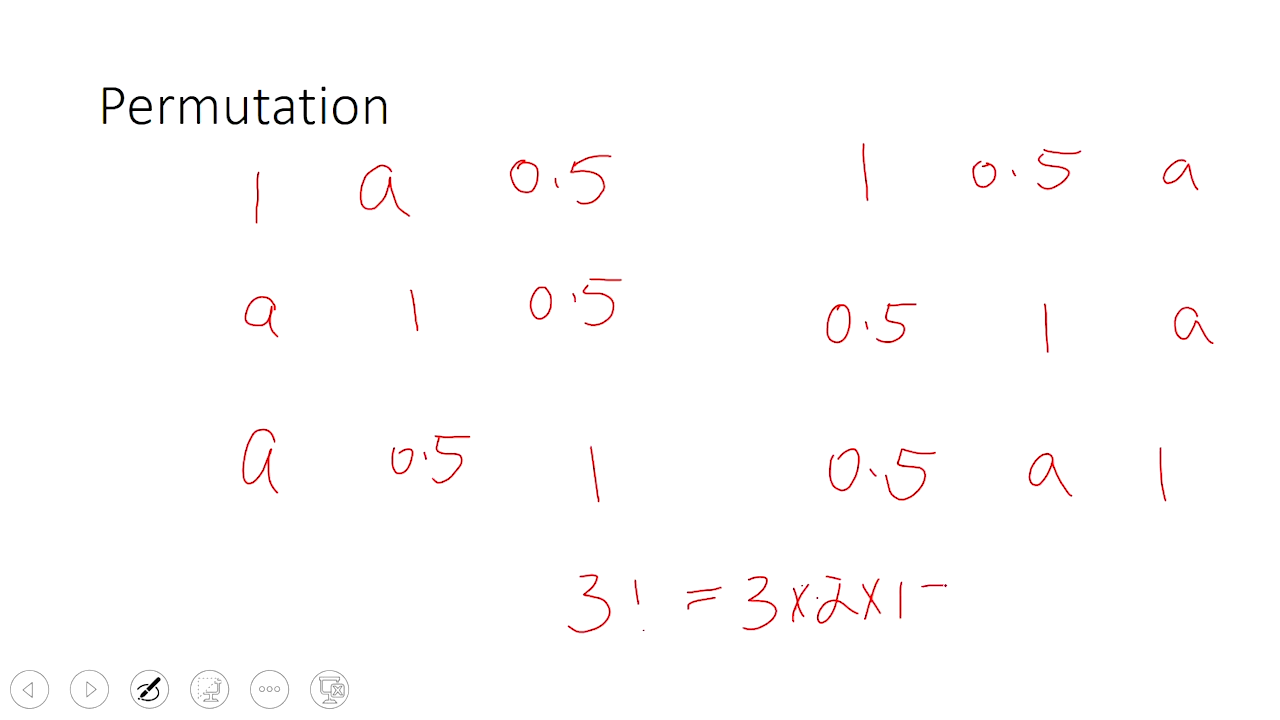 Permutation
1 a 0.5 1 0.5 a
a 1 0.5 0.5 1 a
a 0.5 1 0.5 a 1
3! = 3x2x1 -